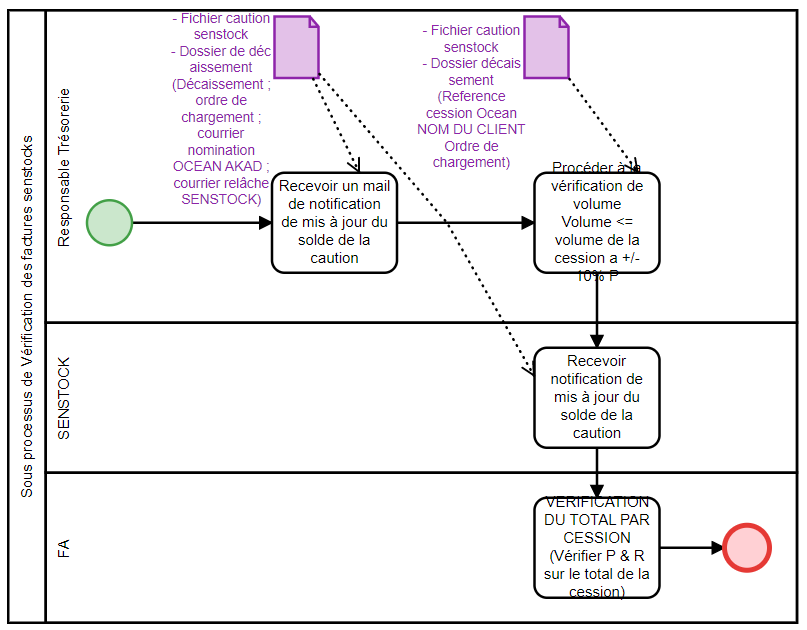 Sous processus de Vérification des factures senstocks
Responsable Trésorerie
- Fichier caution
senstock
- Dossier de déc
aissement
(Décaissement ;
ordre de
chargement ;
courrier
nomination
OCEAN AKAD ;
courrier relâche
SENSTOCK)
- Fichier caution
senstock
- Dossier décais
sement
(Reference
cession Ocean
NOM DU CLIENT
Ordre de
chargement)
Recevoir un mail
de notification
de mis à jour du
solde de la
caution
Procéder à la
vérification de
volume
Volume <=
volume de la
cession a +/-
10% P
SENSTOCK
Recevoir
notification de
mis à jour du
solde de la
caution
FA
VERIFICATION
DU TOTAL PAR
CESSION
(Vérifier P & R
sur le total de la
cession)